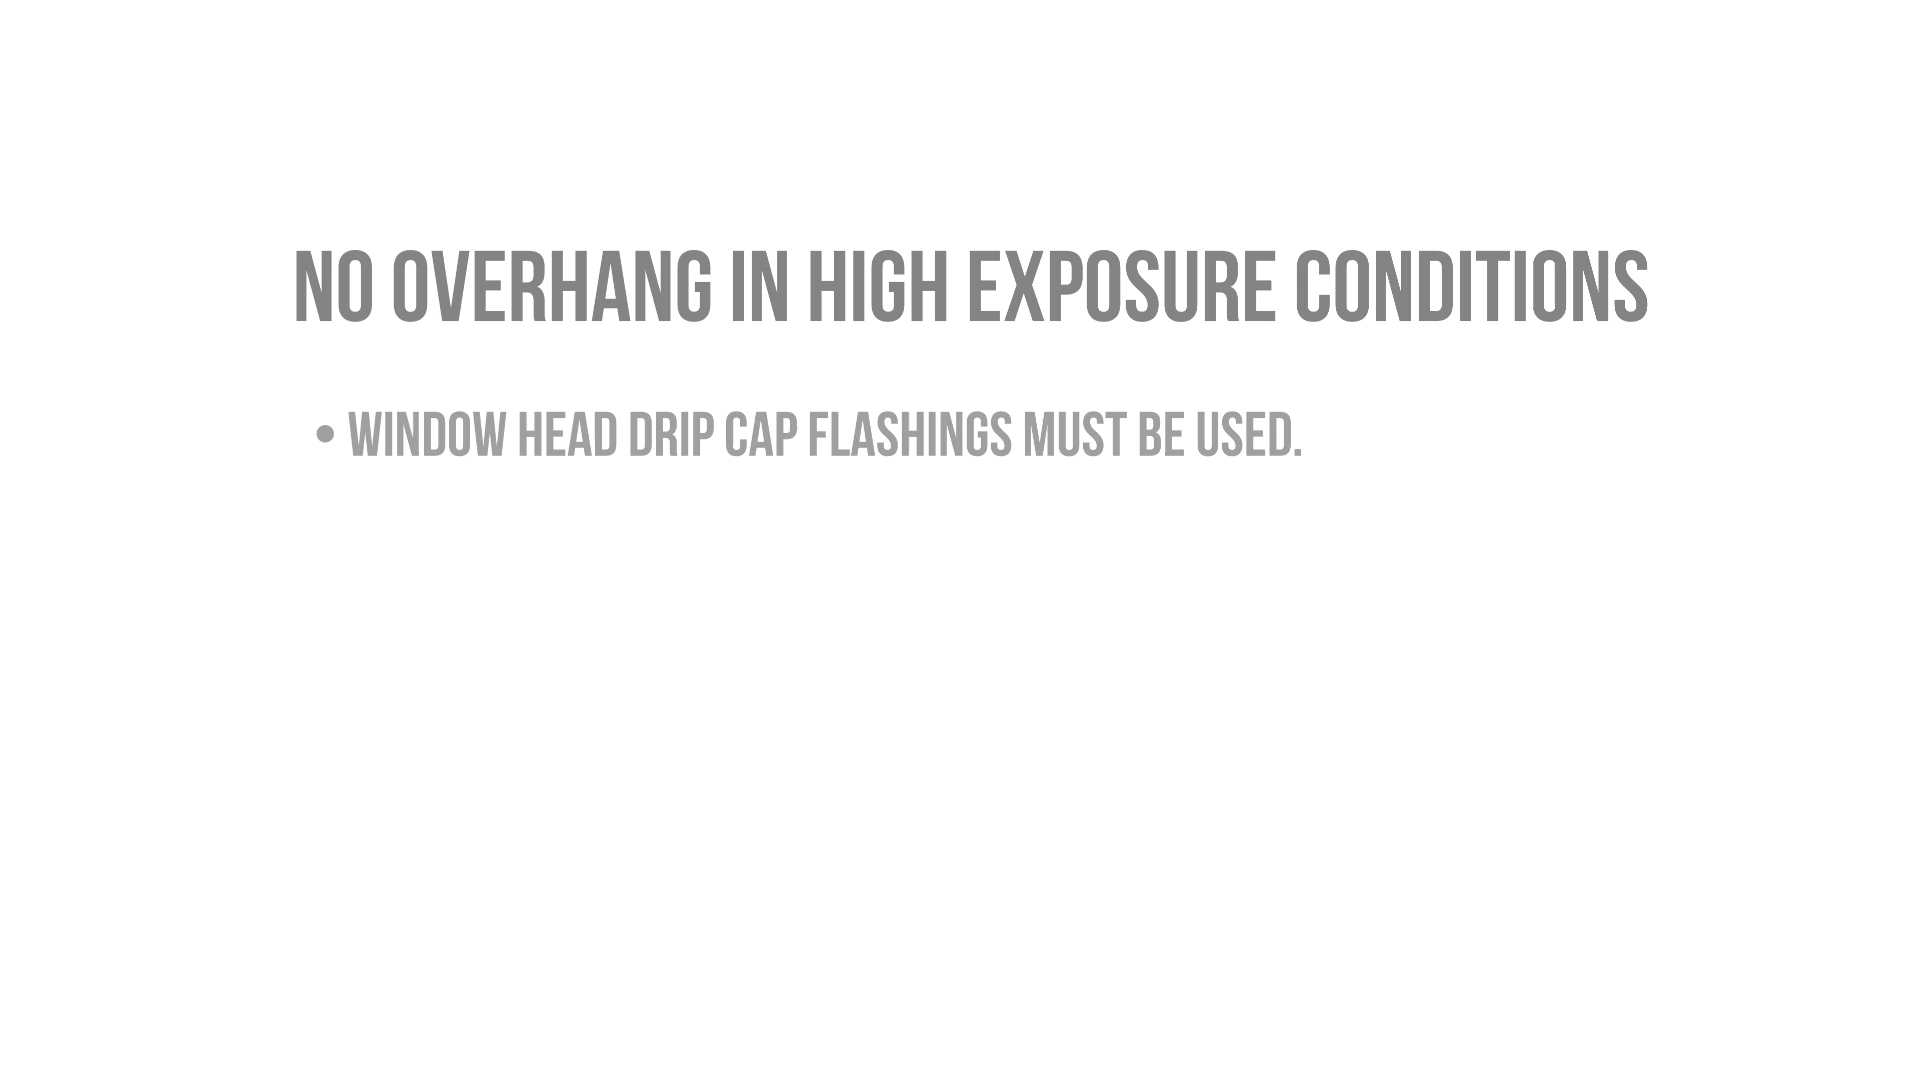 NO OVERHANG IN HIGH EXPOSURE CONDITIONS
• WINDOW HEAD DRIP CAP FLASHINGS MUST BE USED.